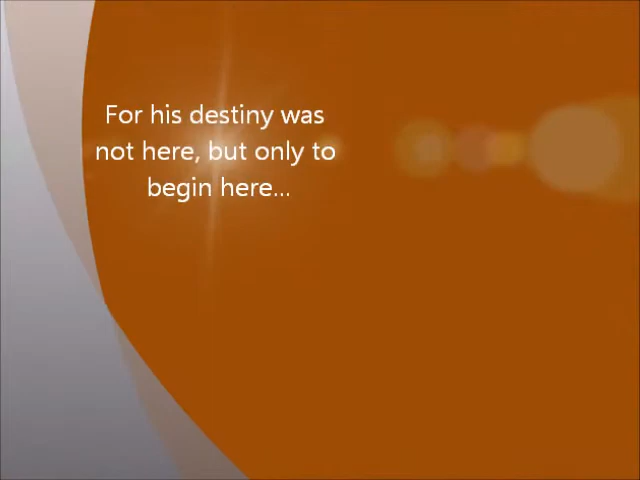 For his destiny was
not here, but only to
begin here...